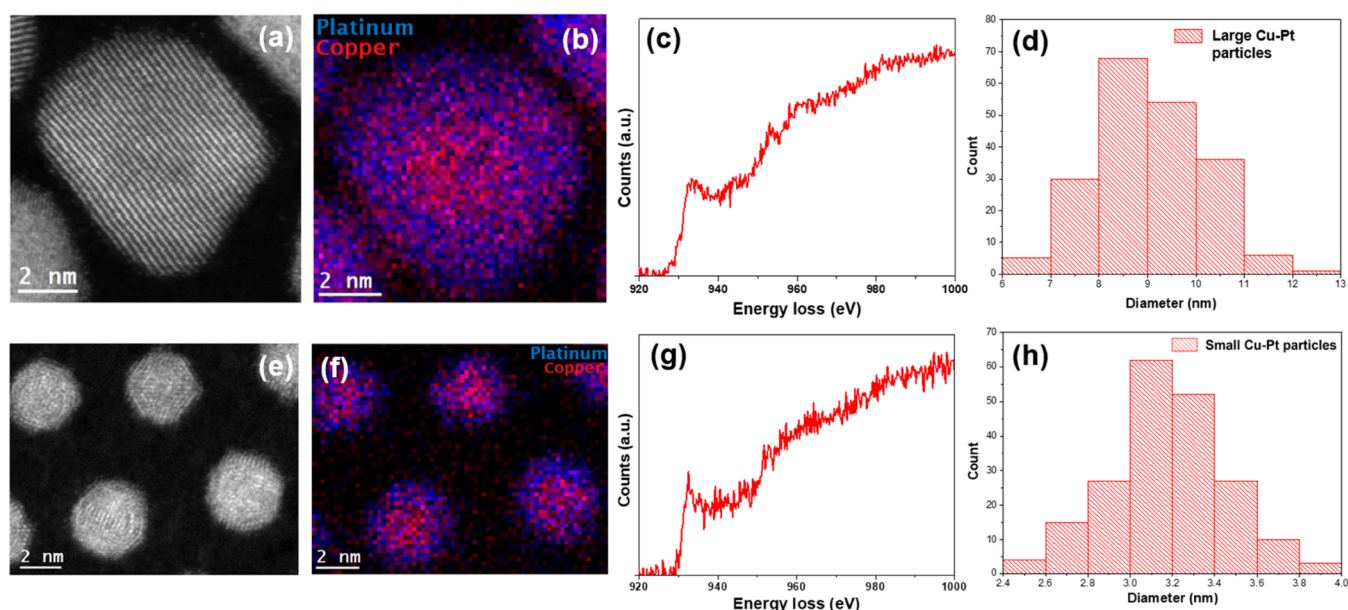 (a)
2 nm
Platinum
Copper
(b)
2 nm
(c)
Counts (a.u.)
920
940
960
980
1000
Energy loss (eV)
(d)
Large Cu-Pt
particles
Count
70
60
50
40
30
20
10
0
6
7
8
9
10
11
12
13
Diameter (nm)
(e)
2 nm
Platinum
Copper
(f)
2 nm
(g)
Counts (a.u.)
920
940
960
980
1000
Energy loss (eV)
(h)
Small Cu-Pt particles
Count
70
60
50
40
30
20
10
0
2.4
2.6
2.8
3.0
3.2
3.4
3.6
3.8
4.0
Diameter (nm)